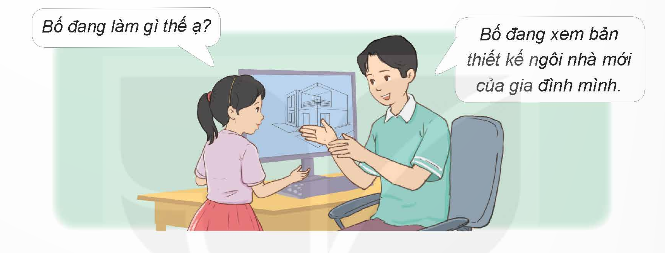 Bố đang làm gì thế ạ?
Bố đang xem bản
thiết kế ngôi nhà mới
của gia đình mình.